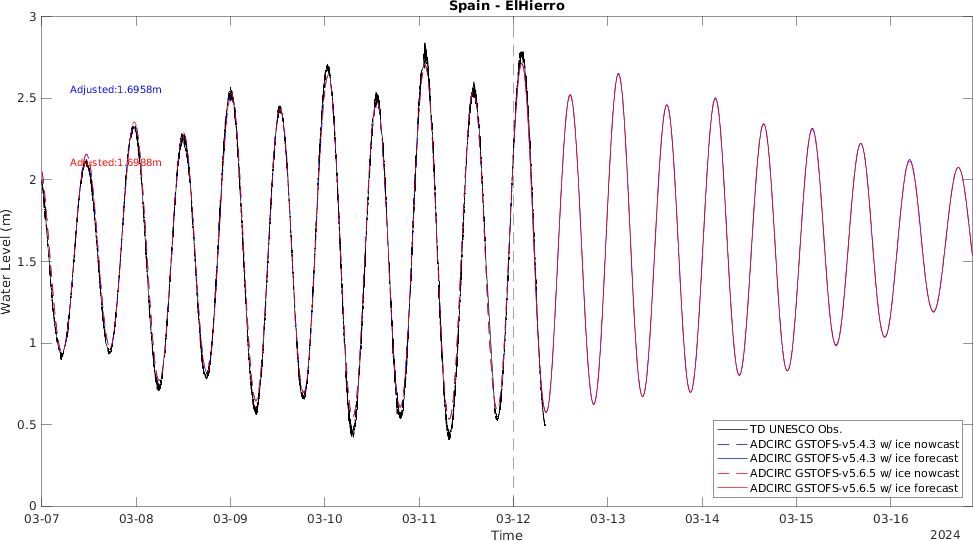 Spain - ElHierro
3
2.5
2
1.5
1
0.5
0
Water Level (m)
Adjusted:1.6958m
Adjusted:1.6988m
TD UNESCO Obs.
ADCIRC GSTOFS-v5.4.3 w/ ice nowcast
ADCIRC GSTOFS-v5.4.3 w/ ice forecast
ADCIRC GSTOFS-v5.6.5 w/ ice nowcast
ADCIRC GSTOFS-v5.6.5 w/ ice forecast
03-07 03-08 03-09 03-10 03-11 03-12 03-13 03-14 03-15 03-16
Time
2024